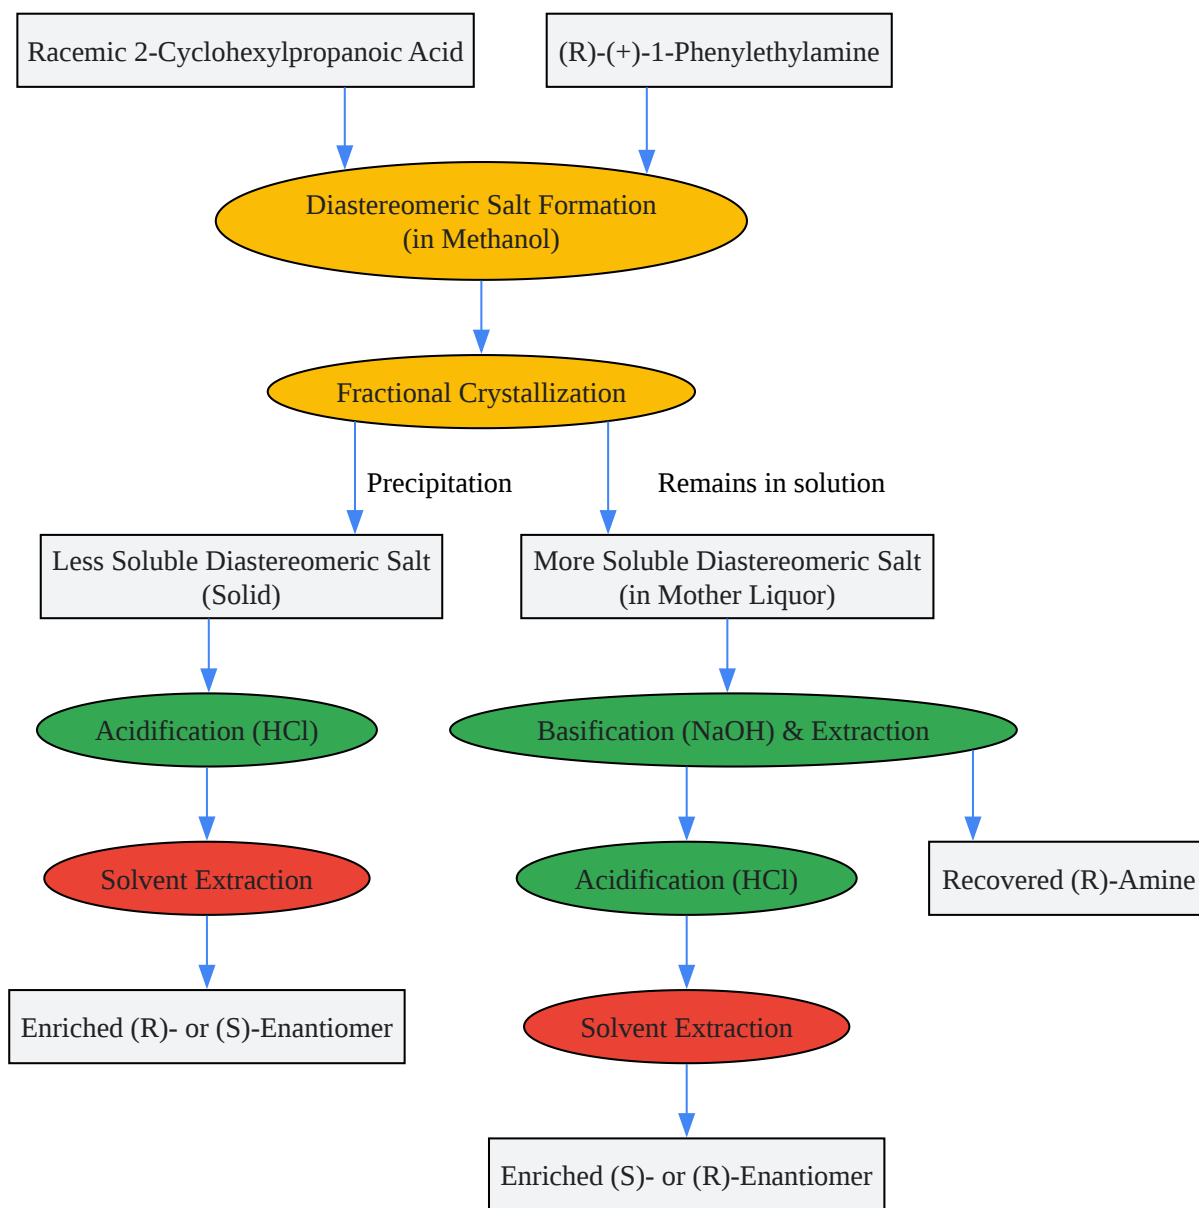 Racemic 2-Cyclohexylpropanoic Acid
(R)-(+)-1-Phenylethylamine
Diastereomeric Salt Formation
(in Methanol)
Fractional Crystallization
Precipitation
Remains in solution
Less Soluble Diastereomeric Salt
(Solid)
More Soluble Diastereomeric Salt
(in Mother Liquor)
Acidification (HCl)
Basification (NaOH) & Extraction
Solvent Extraction
Acidification (HCl)
Recovered (R)-Amine
Enriched (R)- or (S)-Enantiomer
Solvent Extraction
Enriched (S)- or (R)-Enantiomer